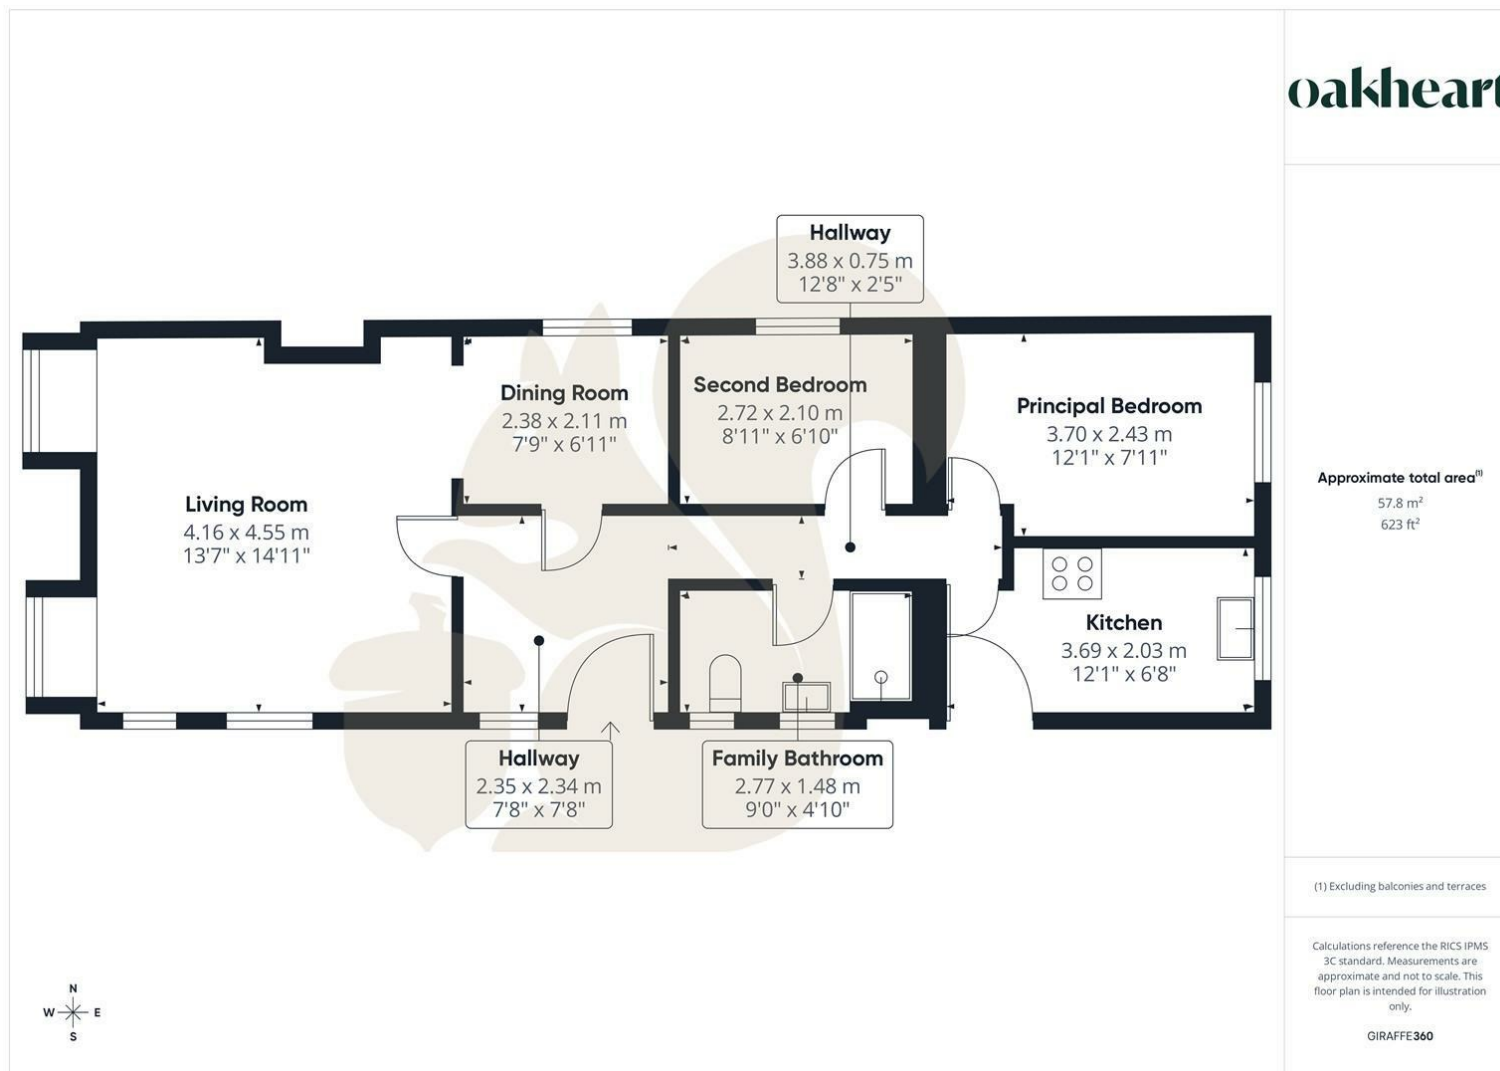 oakheart
Hallway
3.88 x 0.75 m
12'8" x 2'5"
Dining Room
2.38 x 2.11 m
7'9" x 6'11"
Second Bedroom
2.72 x 2.10 m
8'11" x 6'10"
Principal Bedroom
3.70 x 2.43 m
12'1" x 7'11"
Living Room
4.16 x 4.55 m
13'7" x 14'11"
Kitchen
3.69 x 2.03 m
12'1" x 6'8"
Hallway
2.35 x 2.34 m
7'8" x 7'8"
Family Bathroom
2.77 x 1.48 m
9'0" x 4'10"
Approximate total area(1)
57.8 m²
623 ft²
(1) Excluding balconies and terraces
Calculations reference the RICS IPMS
3C standard. Measurements are
approximate and not to scale. This
floor plan is intended for illustration
only.
GIRAFFE360
N
W E
S